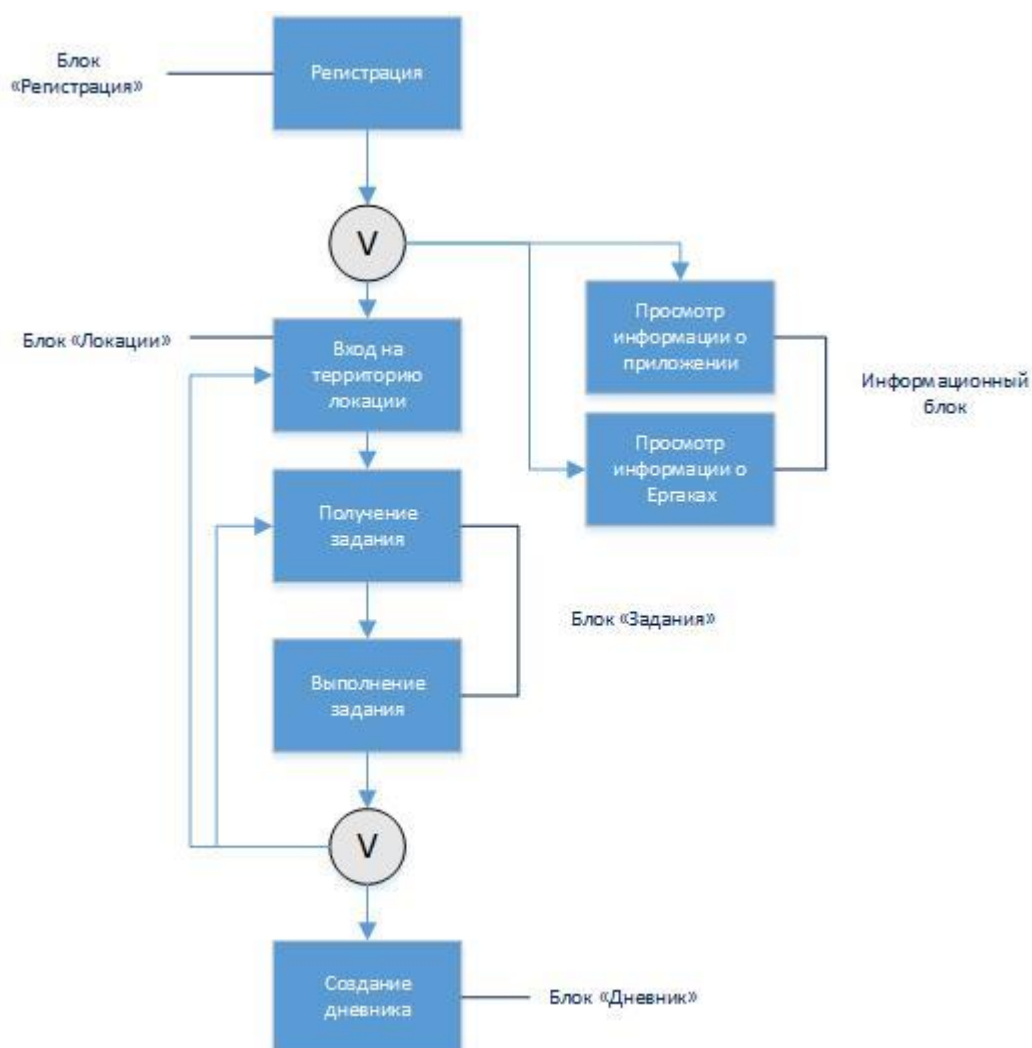 Блок
«Регистрация»
Регистрация
V
Блок «Локации»
Вход на
территорию
локации
Просмотр
информации о
приложении
Информационный
блок
Просмотр
информации о
Ергаках
Получение
задания
Блок «Задания»
Выполнение
задания
V
Создание
дневника
Блок «Дневник»